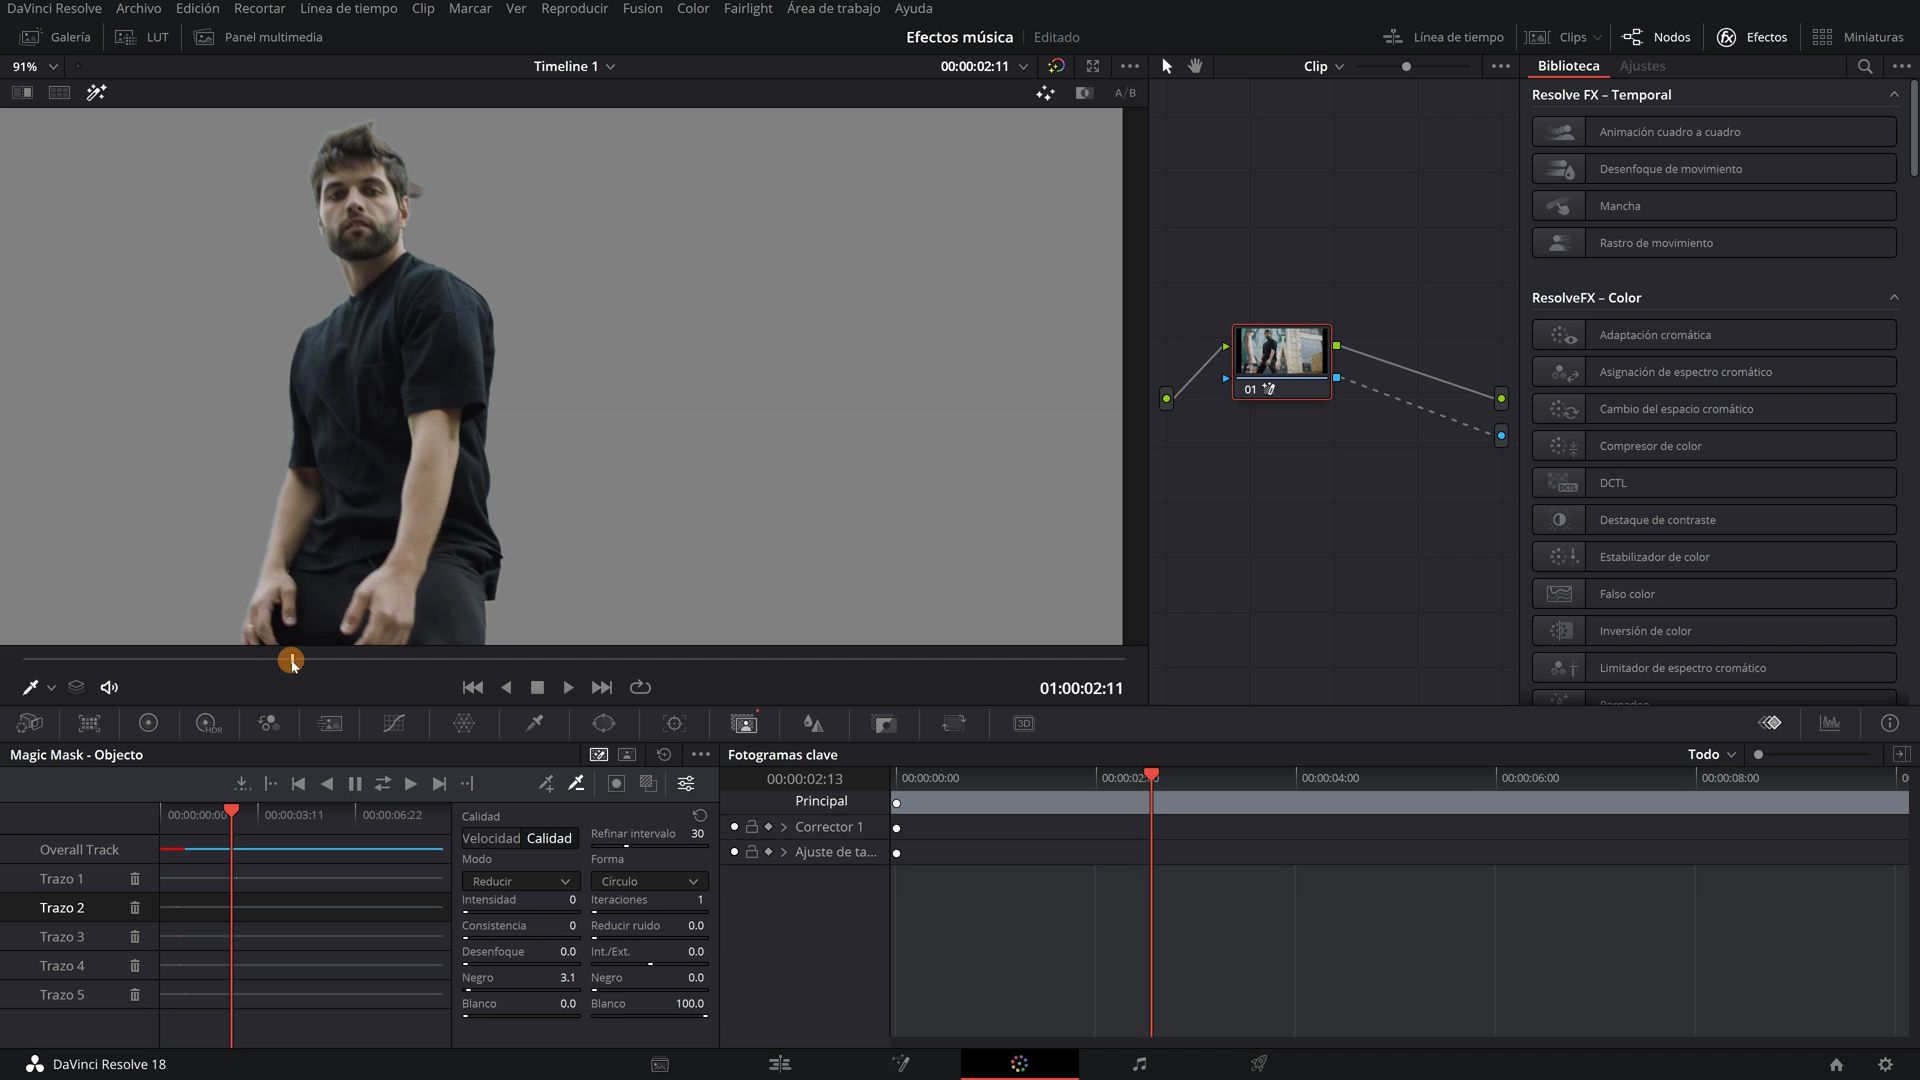 DaVinci Resolve Archivo Edición Recortar Línea de tiempo Clip Marcar Ver Reproducir Fusion Color Fairlight Área de trabajo Ayuda
Galería LUT Panel multimedia Efectos música Editado Línea de tiempo Clips Nodos Efectos Miniaturas
91% Timeline 1 00:00:02:11 Clip Biblioteca Ajustes
A/B
Resolve FX – Temporal
Animación cuadro a cuadro
Desenfoque de movimiento
Mancha
Rastro de movimiento
ResolveFX – Color
Adaptación cromática
Asignación de espectro cromático
Cambio del espacio cromático
Compresor de color
DCTL
DCTL
Destaque de contraste
Estabilizador de color
Falso color
Inversión de color
Limitador de espectro cromático
01
01:00:02:11
HDR
3D
Magic Mask - Objecto
00:00:00:00 00:00:03:11 00:00:06:22
Overall Track
Trazo 1
Trazo 2
Trazo 3
Trazo 4
Trazo 5
Calidad
Velocidad Calidad Refinar intervalo 30
Modo Forma
Reducir Círculo
Intensidad 0 Iteraciones 1
Consistencia 0 Reducir ruido 0.0
Desenfoque 0.0 Int./Ext. 0.0
Negro 3.1 Negro 0.0
Blanco 0.0 Blanco 100.0
Fotogramas clave Todo
00:00:02:13 00:00:00:00 00:00:04:00 00:00:06:00 00:00:08:00
Principal
Corrector 1
Ajuste de ta...
DaVinci Resolve 18